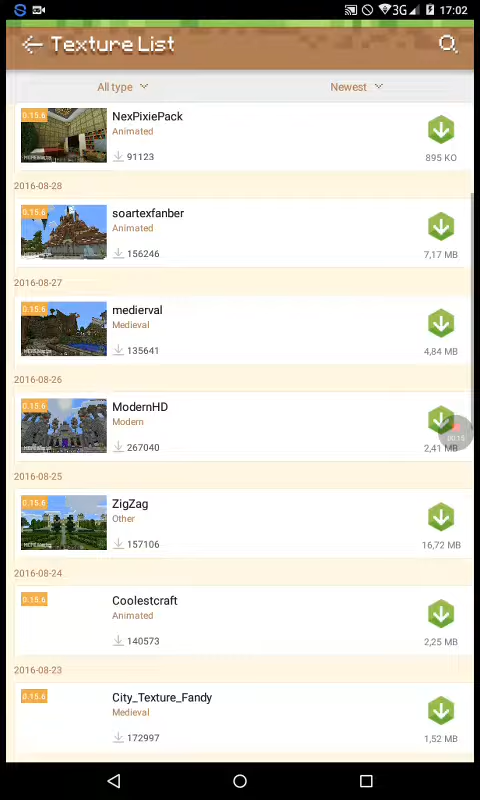 3G
17:02
Texture List
All type
Newest
0.15.6
NexPixiePack
Animated
91123
895 KO
2016-08-28
0.15.6
soartexfanber
Animated
156246
7,17 MB
2016-08-27
0.15.6
medierval
Medieval
135641
4,84 MB
2016-08-26
0.15.6
ModernHD
Modern
267040
00:15
2,41 MB
2016-08-25
0.15.6
ZigZag
Other
157106
16,72 MB
2016-08-24
0.15.6
Coolestcraft
Animated
140573
2,25 MB
2016-08-23
0.15.6
City_Texture_Fandy
Medieval
172997
1,52 MB